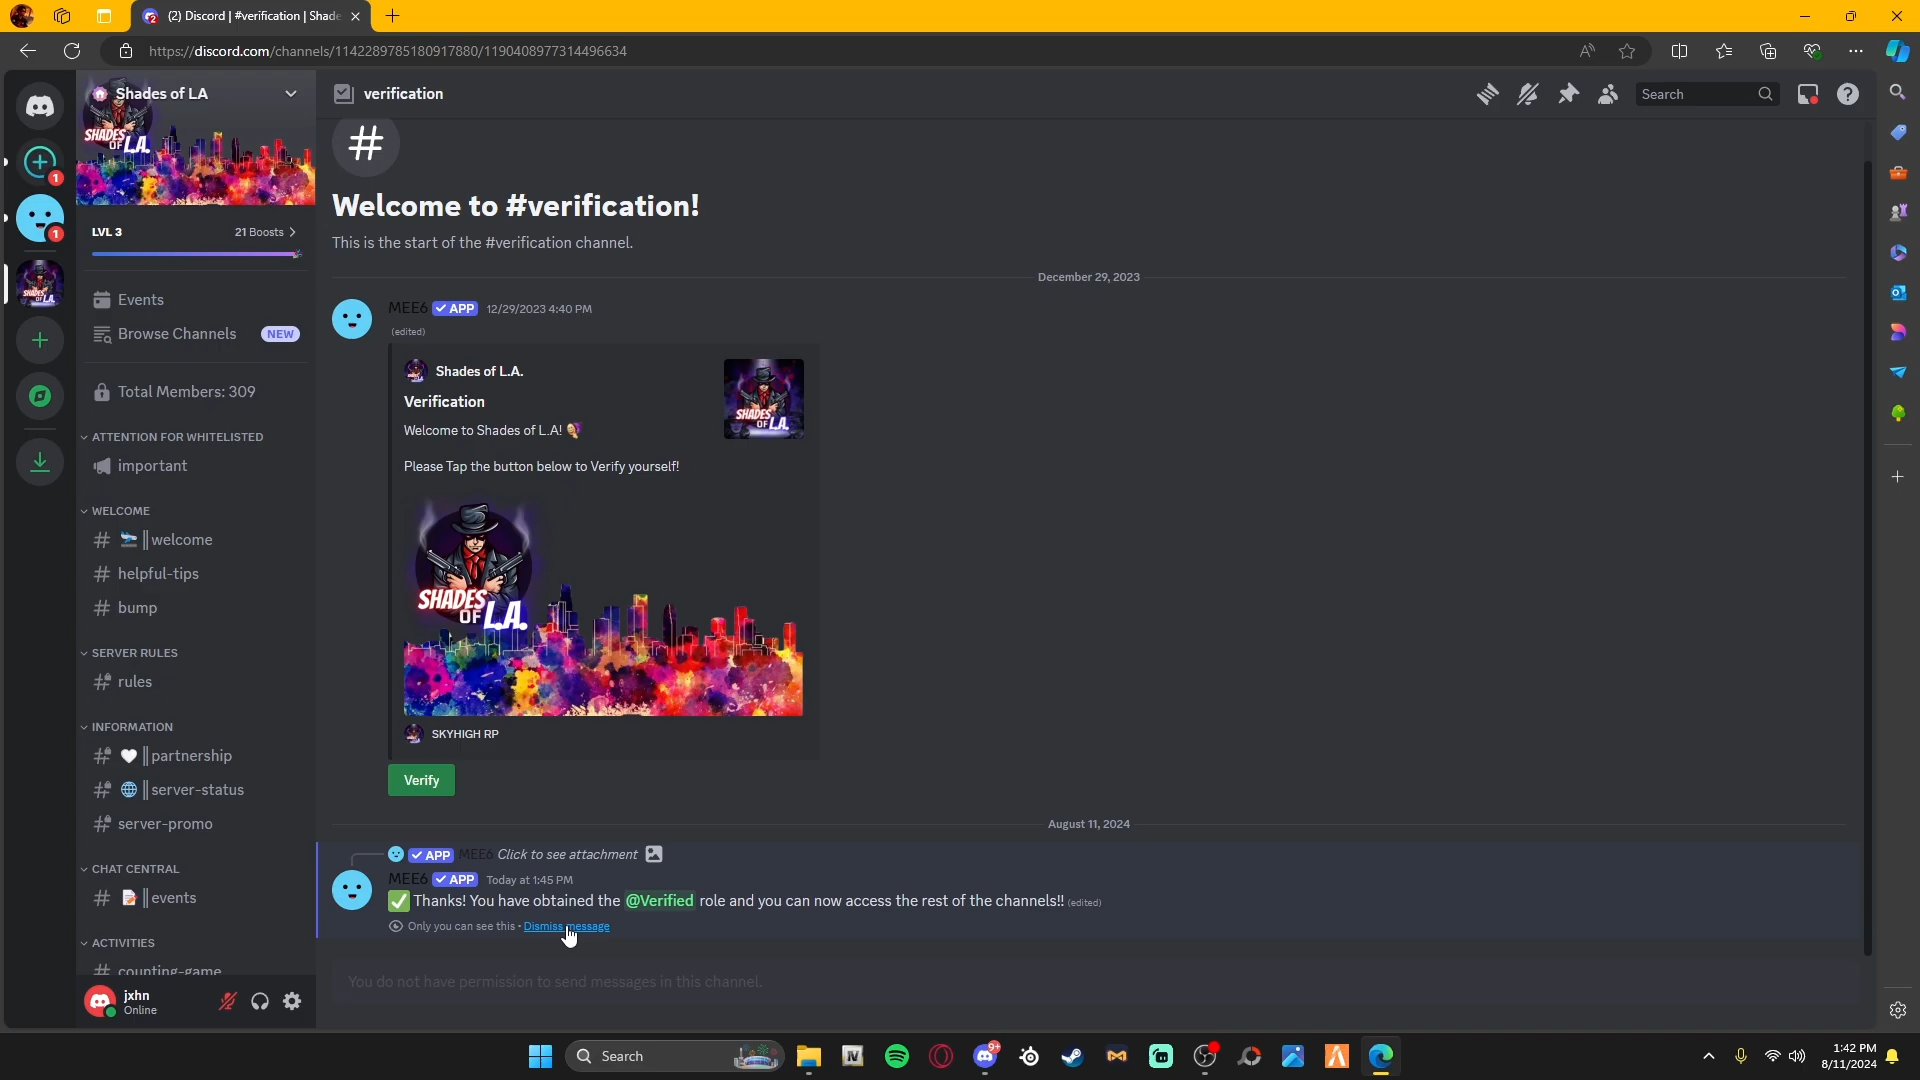 (2) Discord | #verification | Shade
https://discord.com/channels/1142289785180917880/1190408977314496634
Shades of LA
verification
Search
SHADES
OF L.A.
LVL 3
21 Boosts
1
1
Events
Browse Channels
NEW
Total Members: 309
ATTENTION FOR WHITELISTED
important
WELCOME
welcome
helpful-tips
bump
SERVER RULES
rules
INFORMATION
partnership
server-status
server-promo
CHAT CENTRAL
events
ACTIVITIES
counting-game
jxhn
Online
Welcome to #verification!
This is the start of the #verification channel.
December 29, 2023
MEE6 APP 12/29/2023 4:40 PM
(edited)
Shades of L.A.
Verification
Welcome to Shades of L.A!
Please Tap the button below to Verify yourself!
SHADES
OF L.A.
SHADES
OF L.A.
SKYHIGH RP
Verify
August 11, 2024
APP MEE6 Click to see attachment
MEE6 APP Today at 1:45 PM
Thanks! You have obtained the @Verified role and you can now access the rest of the channels!! (edited)
Only you can see this • Dismiss message
You do not have permission to send messages in this channel.
Search
9+
1:42 PM
8/11/2024